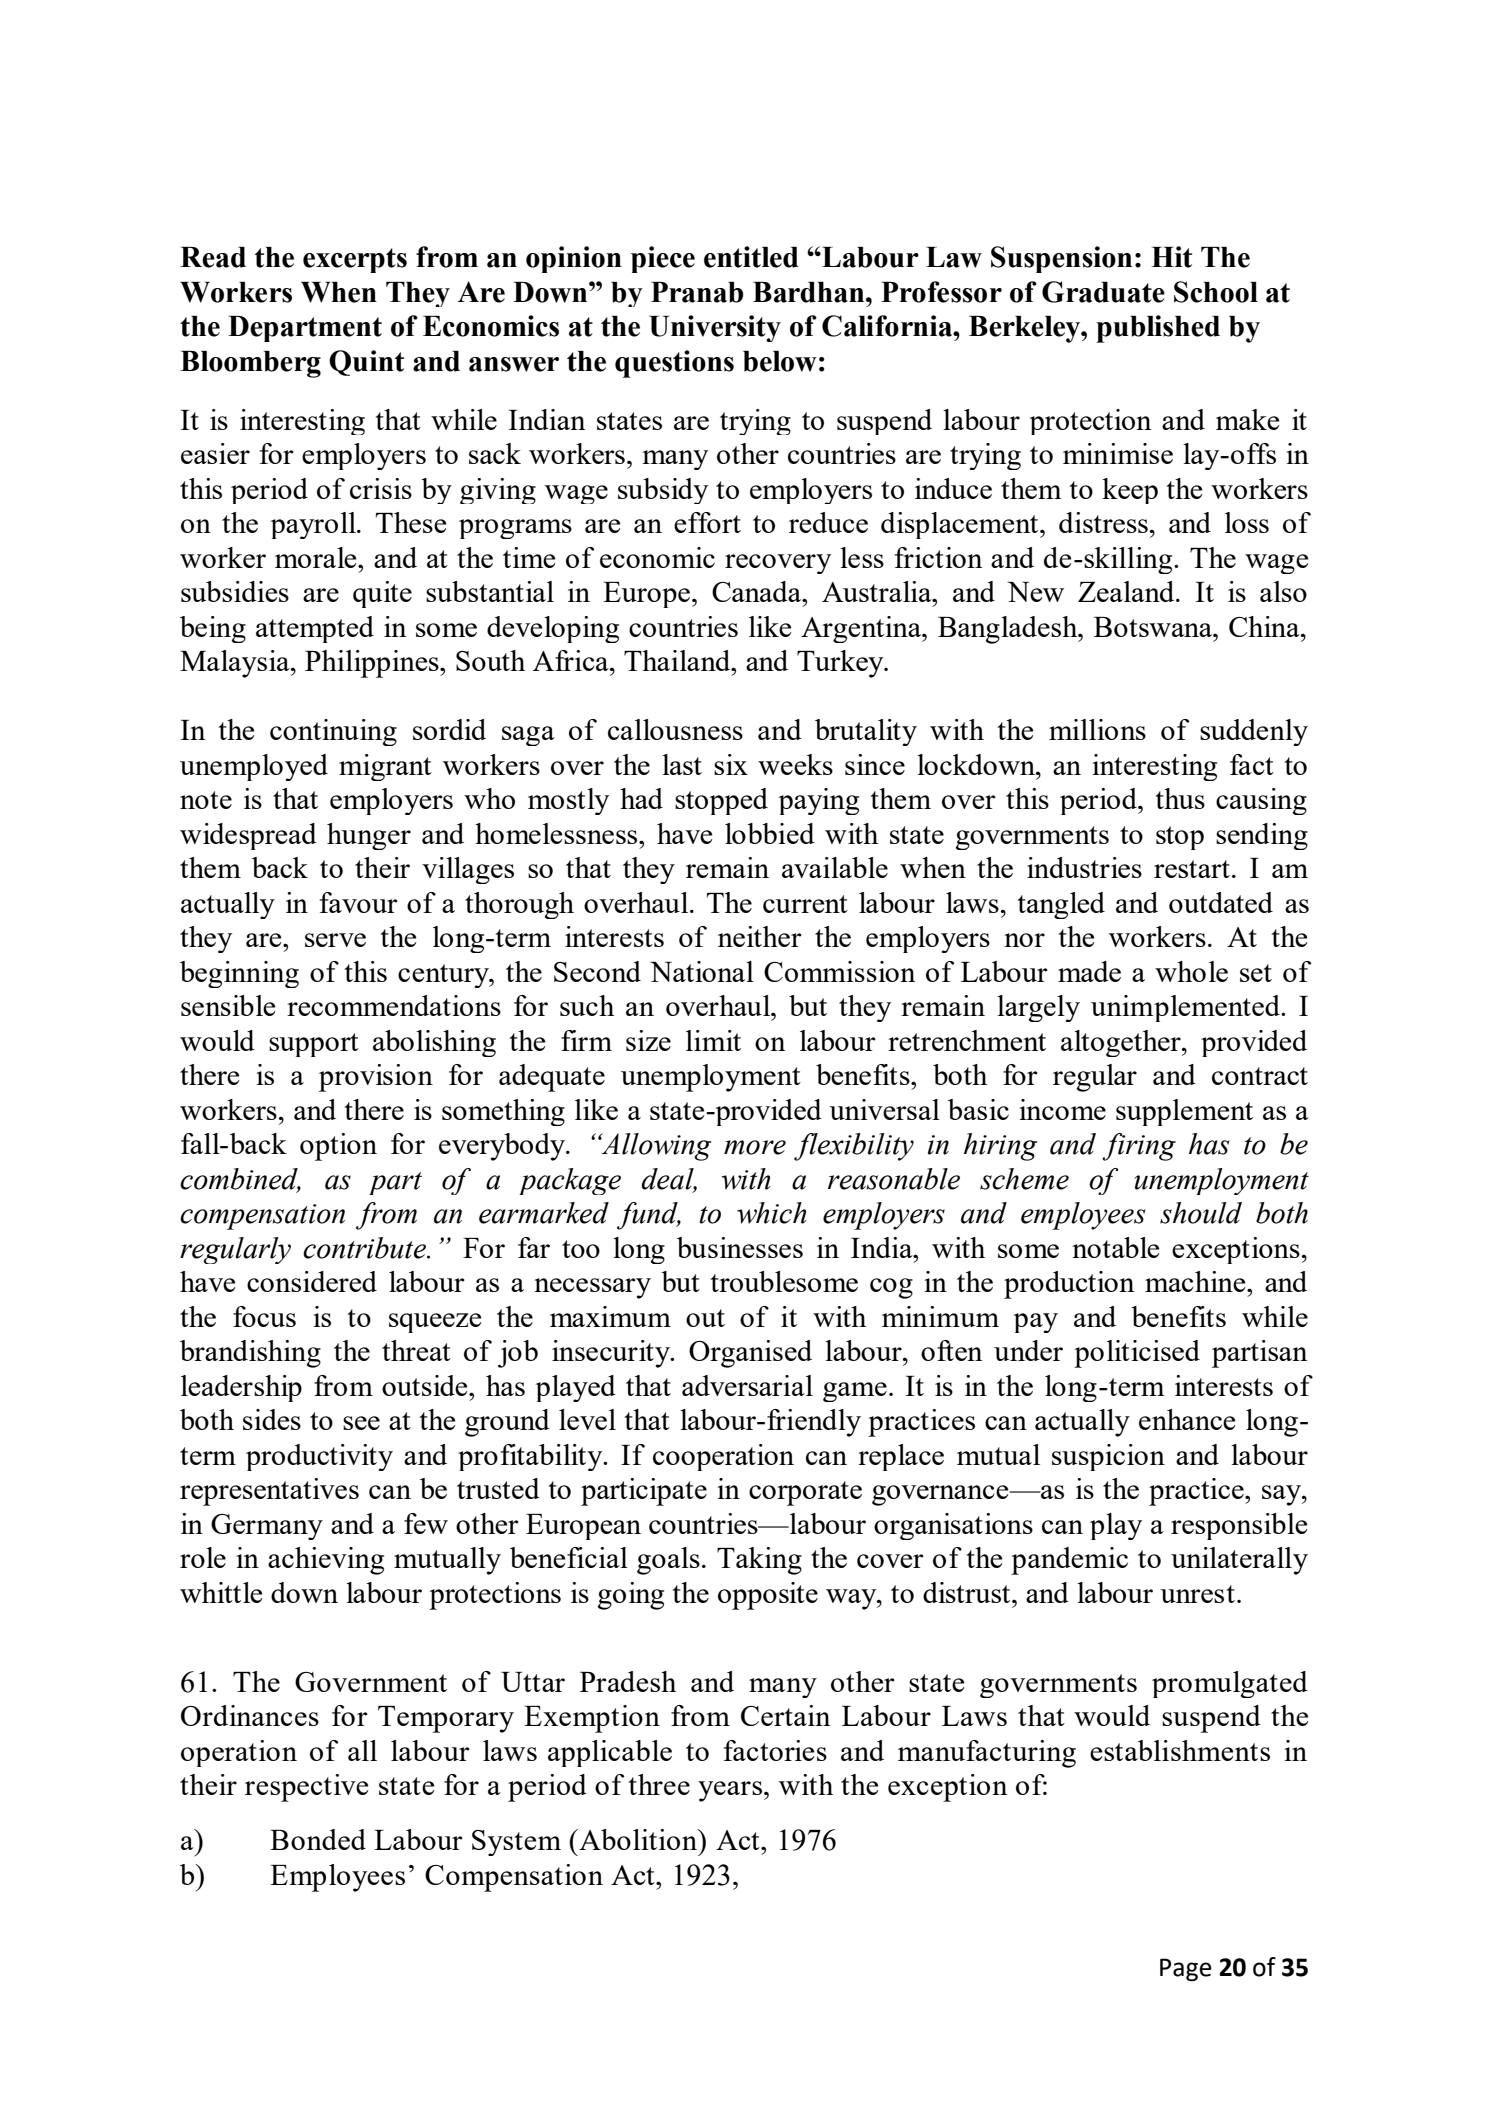 Read the excerpts from an opinion piece entitled “Labour Law Suspension: Hit The
Workers When They Are Down” by Pranab Bardhan, Professor of Graduate School at
the Department of Economics at the University of California, Berkeley, published by
Bloomberg Quint and answer the questions below:
It is interesting that while Indian states are trying to suspend labour protection and make it
easier for employers to sack workers, many other countries are trying to minimise lay-offs in
this period of crisis by giving wage subsidy to employers to induce them to keep the workers
on the payroll. These programs are an effort to reduce displacement, distress, and loss of
worker morale, and at the time of economic recovery less friction and de-skilling. The wage
subsidies are quite substantial in Europe, Canada, Australia, and New Zealand. It is also
being attempted in some developing countries like Argentina, Bangladesh, Botswana, China,
Malaysia, Philippines, South Africa, Thailand, and Turkey.
In the continuing sordid saga of callousness and brutality with the millions of suddenly
unemployed migrant workers over the last six weeks since lockdown, an interesting fact to
note is that employers who mostly had stopped paying them over this period, thus causing
widespread hunger and homelessness, have lobbied with state governments to stop sending
them back to their villages so that they remain available when the industries restart. I am
actually in favour of a thorough overhaul. The current labour laws, tangled and outdated as
they are, serve the long-term interests of neither the employers nor the workers. At the
beginning of this century, the Second National Commission of Labour made a whole set of
sensible recommendations for such an overhaul, but they remain largely unimplemented. I
would support abolishing the firm size limit on labour retrenchment altogether, provided
there is a provision for adequate unemployment benefits, both for regular and contract
workers, and there is something like a state-provided universal basic income supplement as a
fall-back option for everybody. “Allowing more flexibility in hiring and firing has to be
combined, as part of a package deal, with a reasonable scheme of unemployment
compensation from an earmarked fund, to which employers and employees should both
regularly contribute.” For far too long businesses in India, with some notable exceptions,
have considered labour as a necessary but troublesome cog in the production machine, and
the focus is to squeeze the maximum out of it with minimum pay and benefits while
brandishing the threat of job insecurity. Organised labour, often under politicised partisan
leadership from outside, has played that adversarial game. It is in the long-term interests of
both sides to see at the ground level that labour-friendly practices can actually enhance long-
term productivity and profitability. If cooperation can replace mutual suspicion and labour
representatives can be trusted to participate in corporate governance—as is the practice, say,
in Germany and a few other European countries—labour organisations can play a responsible
role in achieving mutually beneficial goals. Taking the cover of the pandemic to unilaterally
whittle down labour protections is going the opposite way, to distrust, and labour unrest.
61. The Government of Uttar Pradesh and many other state governments promulgated
Ordinances for Temporary Exemption from Certain Labour Laws that would suspend the
operation of all labour laws applicable to factories and manufacturing establishments in
their respective state for a period of three years, with the exception of:
a) Bonded Labour System (Abolition) Act, 1976
b) Employees’ Compensation Act, 1923,
Page 20 of 35